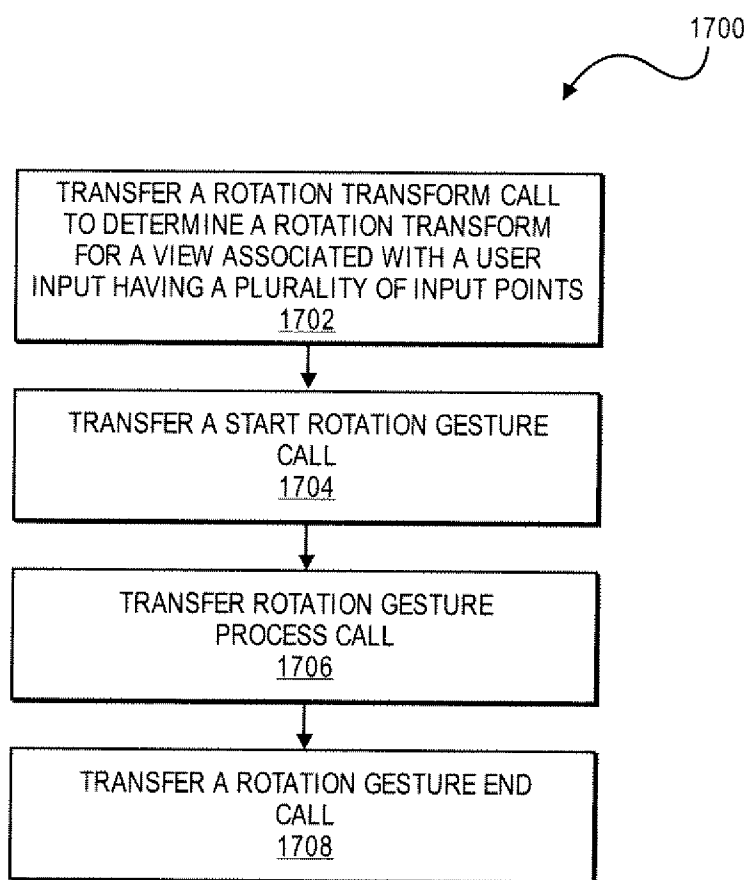 1700
TRANSFER A ROTATION TRANSFORM CALL
TO DETERMINE A ROTATION TRANSFORM
FOR A VIEW ASSOCIATED WITH A USER
INPUT HAVING A PLURALITY OF INPUT POINTS
1702
TRANSFER A START ROTATION GESTURE
CALL
1704
TRANSFER ROTATION GESTURE
PROCESS CALL
1706
TRANSFER A ROTATION GESTURE END
CALL
1708